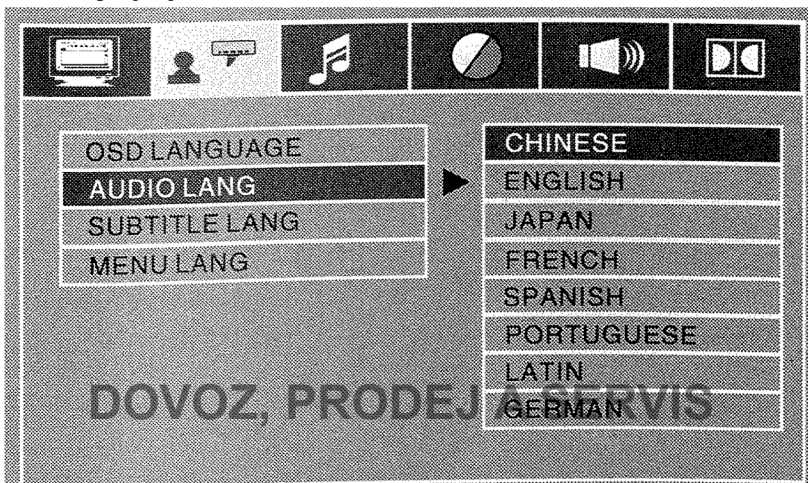 OSD LANGUAGE
AUDIO LANG
SUBTITLE LANG
MENU LANG
CHINESE
ENGLISH
JAPAN
FRENCH
SPANISH
PORTUGUESE
LATIN
GERMAN
DOVOZ, PRODEJ A SERVIS